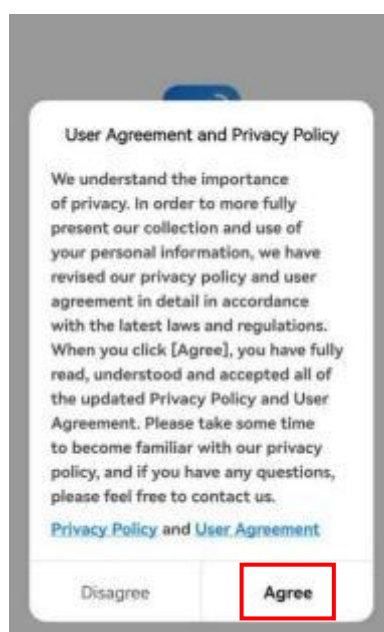 User Agreement and Privacy Policy
We understand the importance
of privacy. In order to more fully
present our collection and use of
your personal information, we have
revised our privacy policy and user
agreement in detail in accordance
with the latest laws and regulations.
When you click [Agree], you have fully
read, understood and accepted all of
the updated Privacy Policy and User
Agreement. Please take some time
to become familiar with our privacy
policy, and if you have any questions,
please feel free to contact us.
Privacy Policy and User Agreement
Disagree Agree